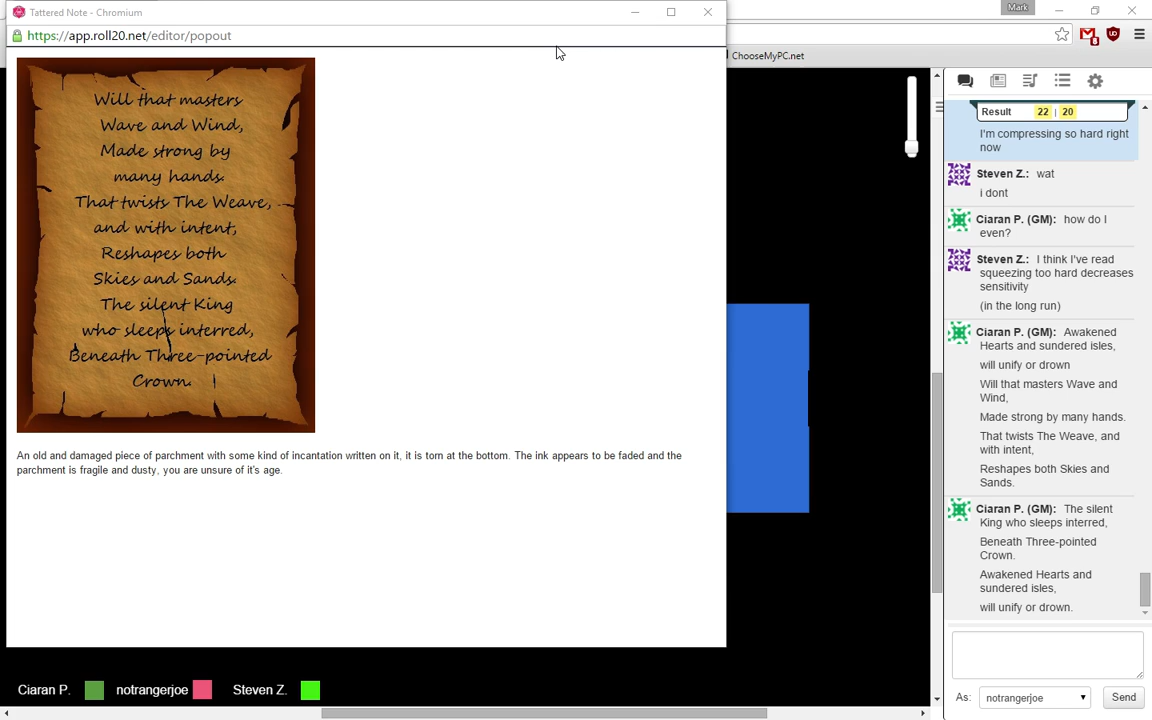 Tattered Note - Chromium
Mark
https://app.roll20.net/editor/popout
ChooseMyPC.net
Will that masters
Wave and Wind,
Made strong by
many hands.
That twists The Weave,
and with intent,
Reshapes both
Skies and Sands.
The silent King
who sleeps interred,
Beneath Three-pointed
Crown.
An old and damaged piece of parchment with some kind of incantation written on it, it is torn at the bottom. The ink appears to be faded and the
parchment is fragile and dusty, you are unsure of it's age.
Result 22 | 20
I'm compressing so hard right
now
Steven Z.: wat
i dont
Ciaran P. (GM): how do I
even?
Steven Z.: I think I've read
squeezing too hard decreases
sensitivity
(in the long run)
Ciaran P. (GM): Awakened
Hearts and sundered isles,
will unify or drown
Will that masters Wave and
Wind,
Made strong by many hands.
That twists The Weave, and
with intent,
Reshapes both Skies and
Sands.
Ciaran P. (GM): The silent
King who sleeps interred,
Beneath Three-pointed
Crown.
Awakened Hearts and
sundered isles,
will unify or drown.
As: notrangerjoe Send
Ciaran P. notrangerjoe Steven Z.